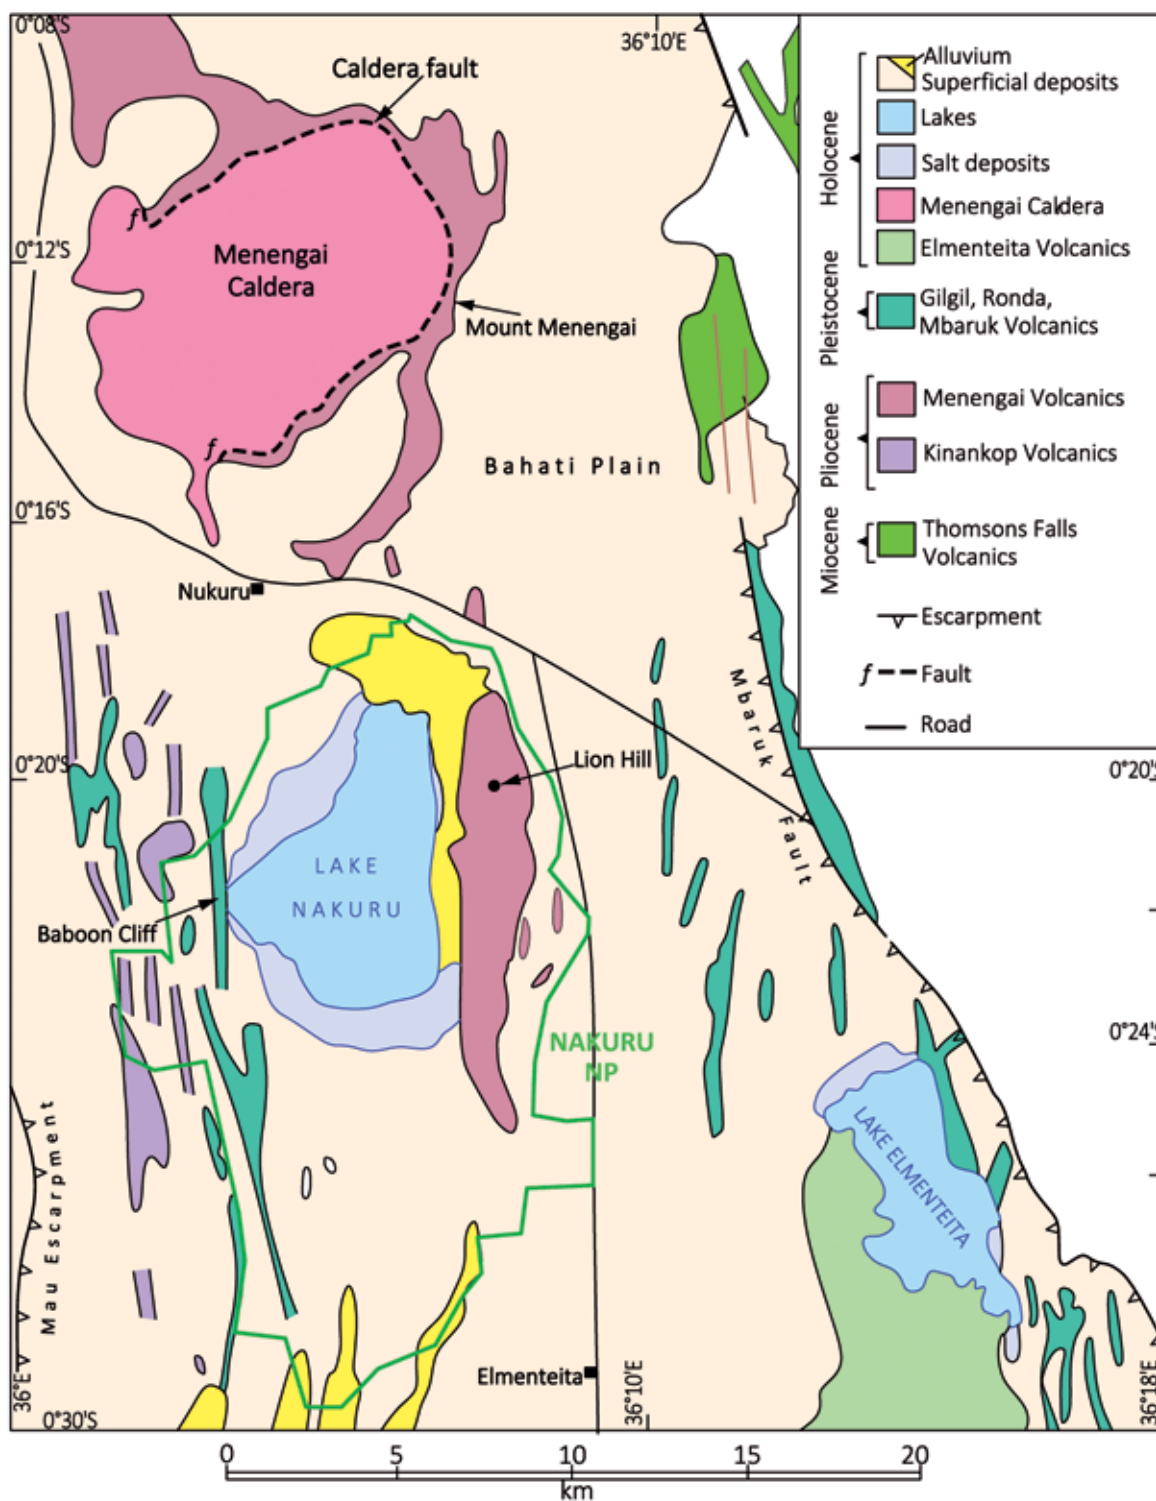 0°08'S
36°10'E
Caldera fault
f
0°12'S
Menengai
Caldera
Mount Menengai
f
Bahati Plain
0°16'S
Nukuru
Mbaruk Fault
Lion Hill
0°20'S
0°20'S
LAKE
NAKURU
Baboon Cliff
NAKURU
NP
0°24'S
LAKE ELMENTEITA
Mau Escarpment
Elmenteita
36°E
0°30'S
36°10'E
36°18'E
0 5 10 15 20
km
Holocene
Alluvium
Superficial deposits
Lakes
Salt deposits
Menengai Caldera
Elmenteita Volcanics
Pleistocene
Gilgil, Ronda,
Mbaruk Volcanics
Pliocene
Menengai Volcanics
Kinankop Volcanics
Miocene
Thomsons Falls
Volcanics
Escarpment
f Fault
Road